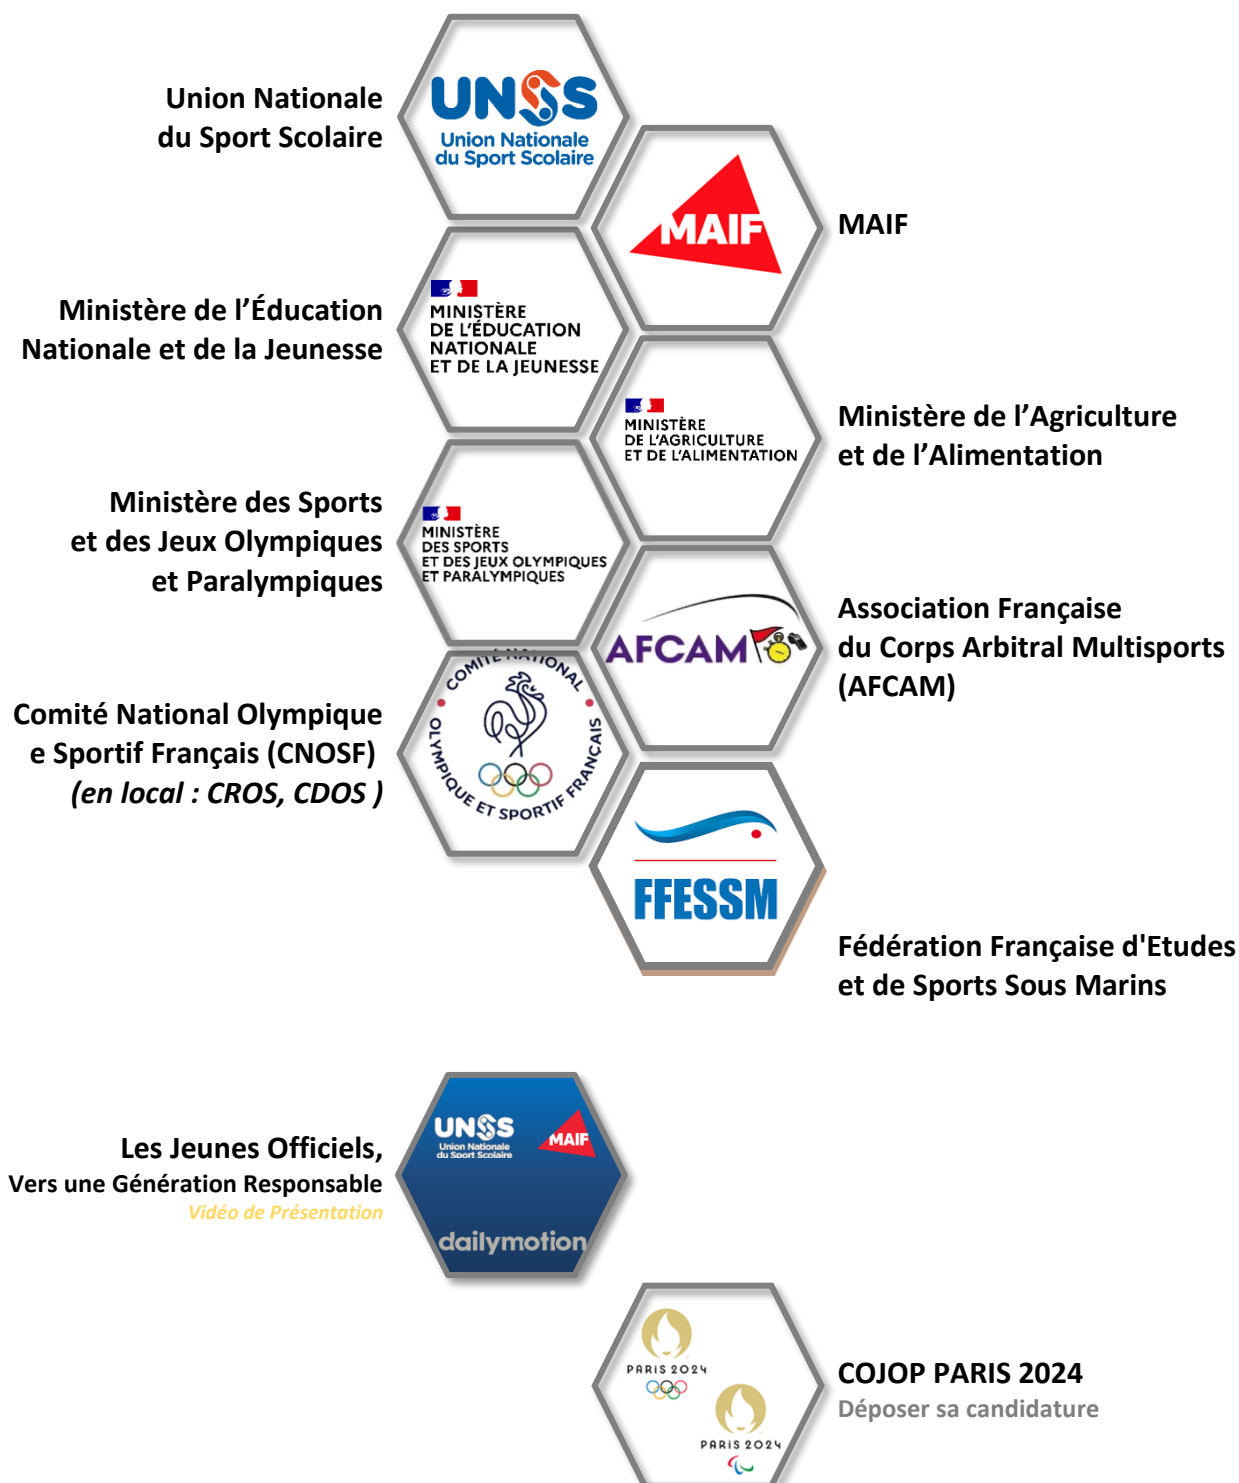 Union Nationale
du Sport Scolaire
UNSS
Union Nationale
du Sport Scolaire
MAIF
MAIF
Ministère de l’Éducation
Nationale et de la Jeunesse
MINISTÈRE
DE L’ÉDUCATION
NATIONALE
ET DE LA JEUNESSE
MINISTÈRE
DE L’AGRICULTURE
ET DE L’ALIMENTATION
Ministère de l’Agriculture
et de l’Alimentation
Ministère des Sports
et des Jeux Olympiques
et Paralympiques
MINISTÈRE
DES SPORTS
ET DES JEUX OLYMPIQUES
ET PARALYMPIQUES
AFCAM
Association Française
du Corps Arbitral Multisports
(AFCAM)
Comité National Olympique
e Sportif Français (CNOSF)
(en local : CROS, CDOS )
COMITÉ NATIONAL
OLYMPIQUE ET SPORTIF FRANÇAIS
FFESSM
Fédération Française d'Etudes
et de Sports Sous Marins
Les Jeunes Officiels,
Vers une Génération Responsable
Vidéo de Présentation
UNSS
Union Nationale
du Sport Scolaire
MAIF
dailymotion
PARIS 2024
PARIS 2024
COJOP PARIS 2024
Déposer sa candidature